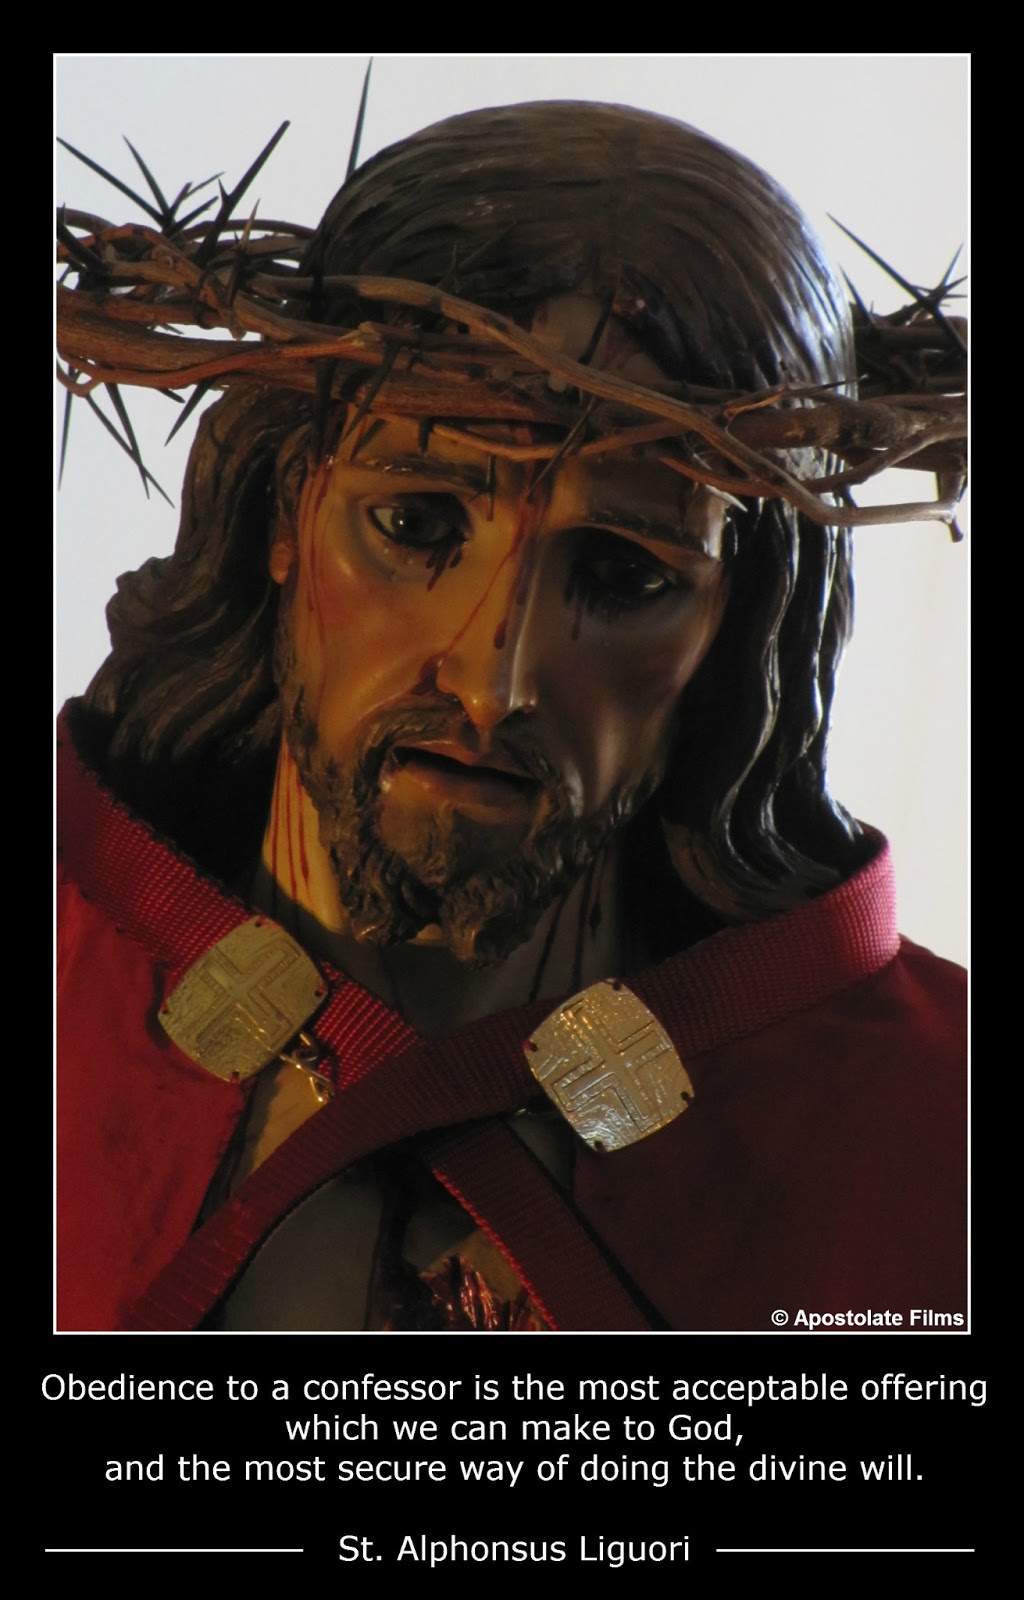 © Apostolate Films
Obedience to a confessor is the most acceptable offering
which we can make to God,
and the most secure way of doing the divine will.
St. Alphonsus Liguori